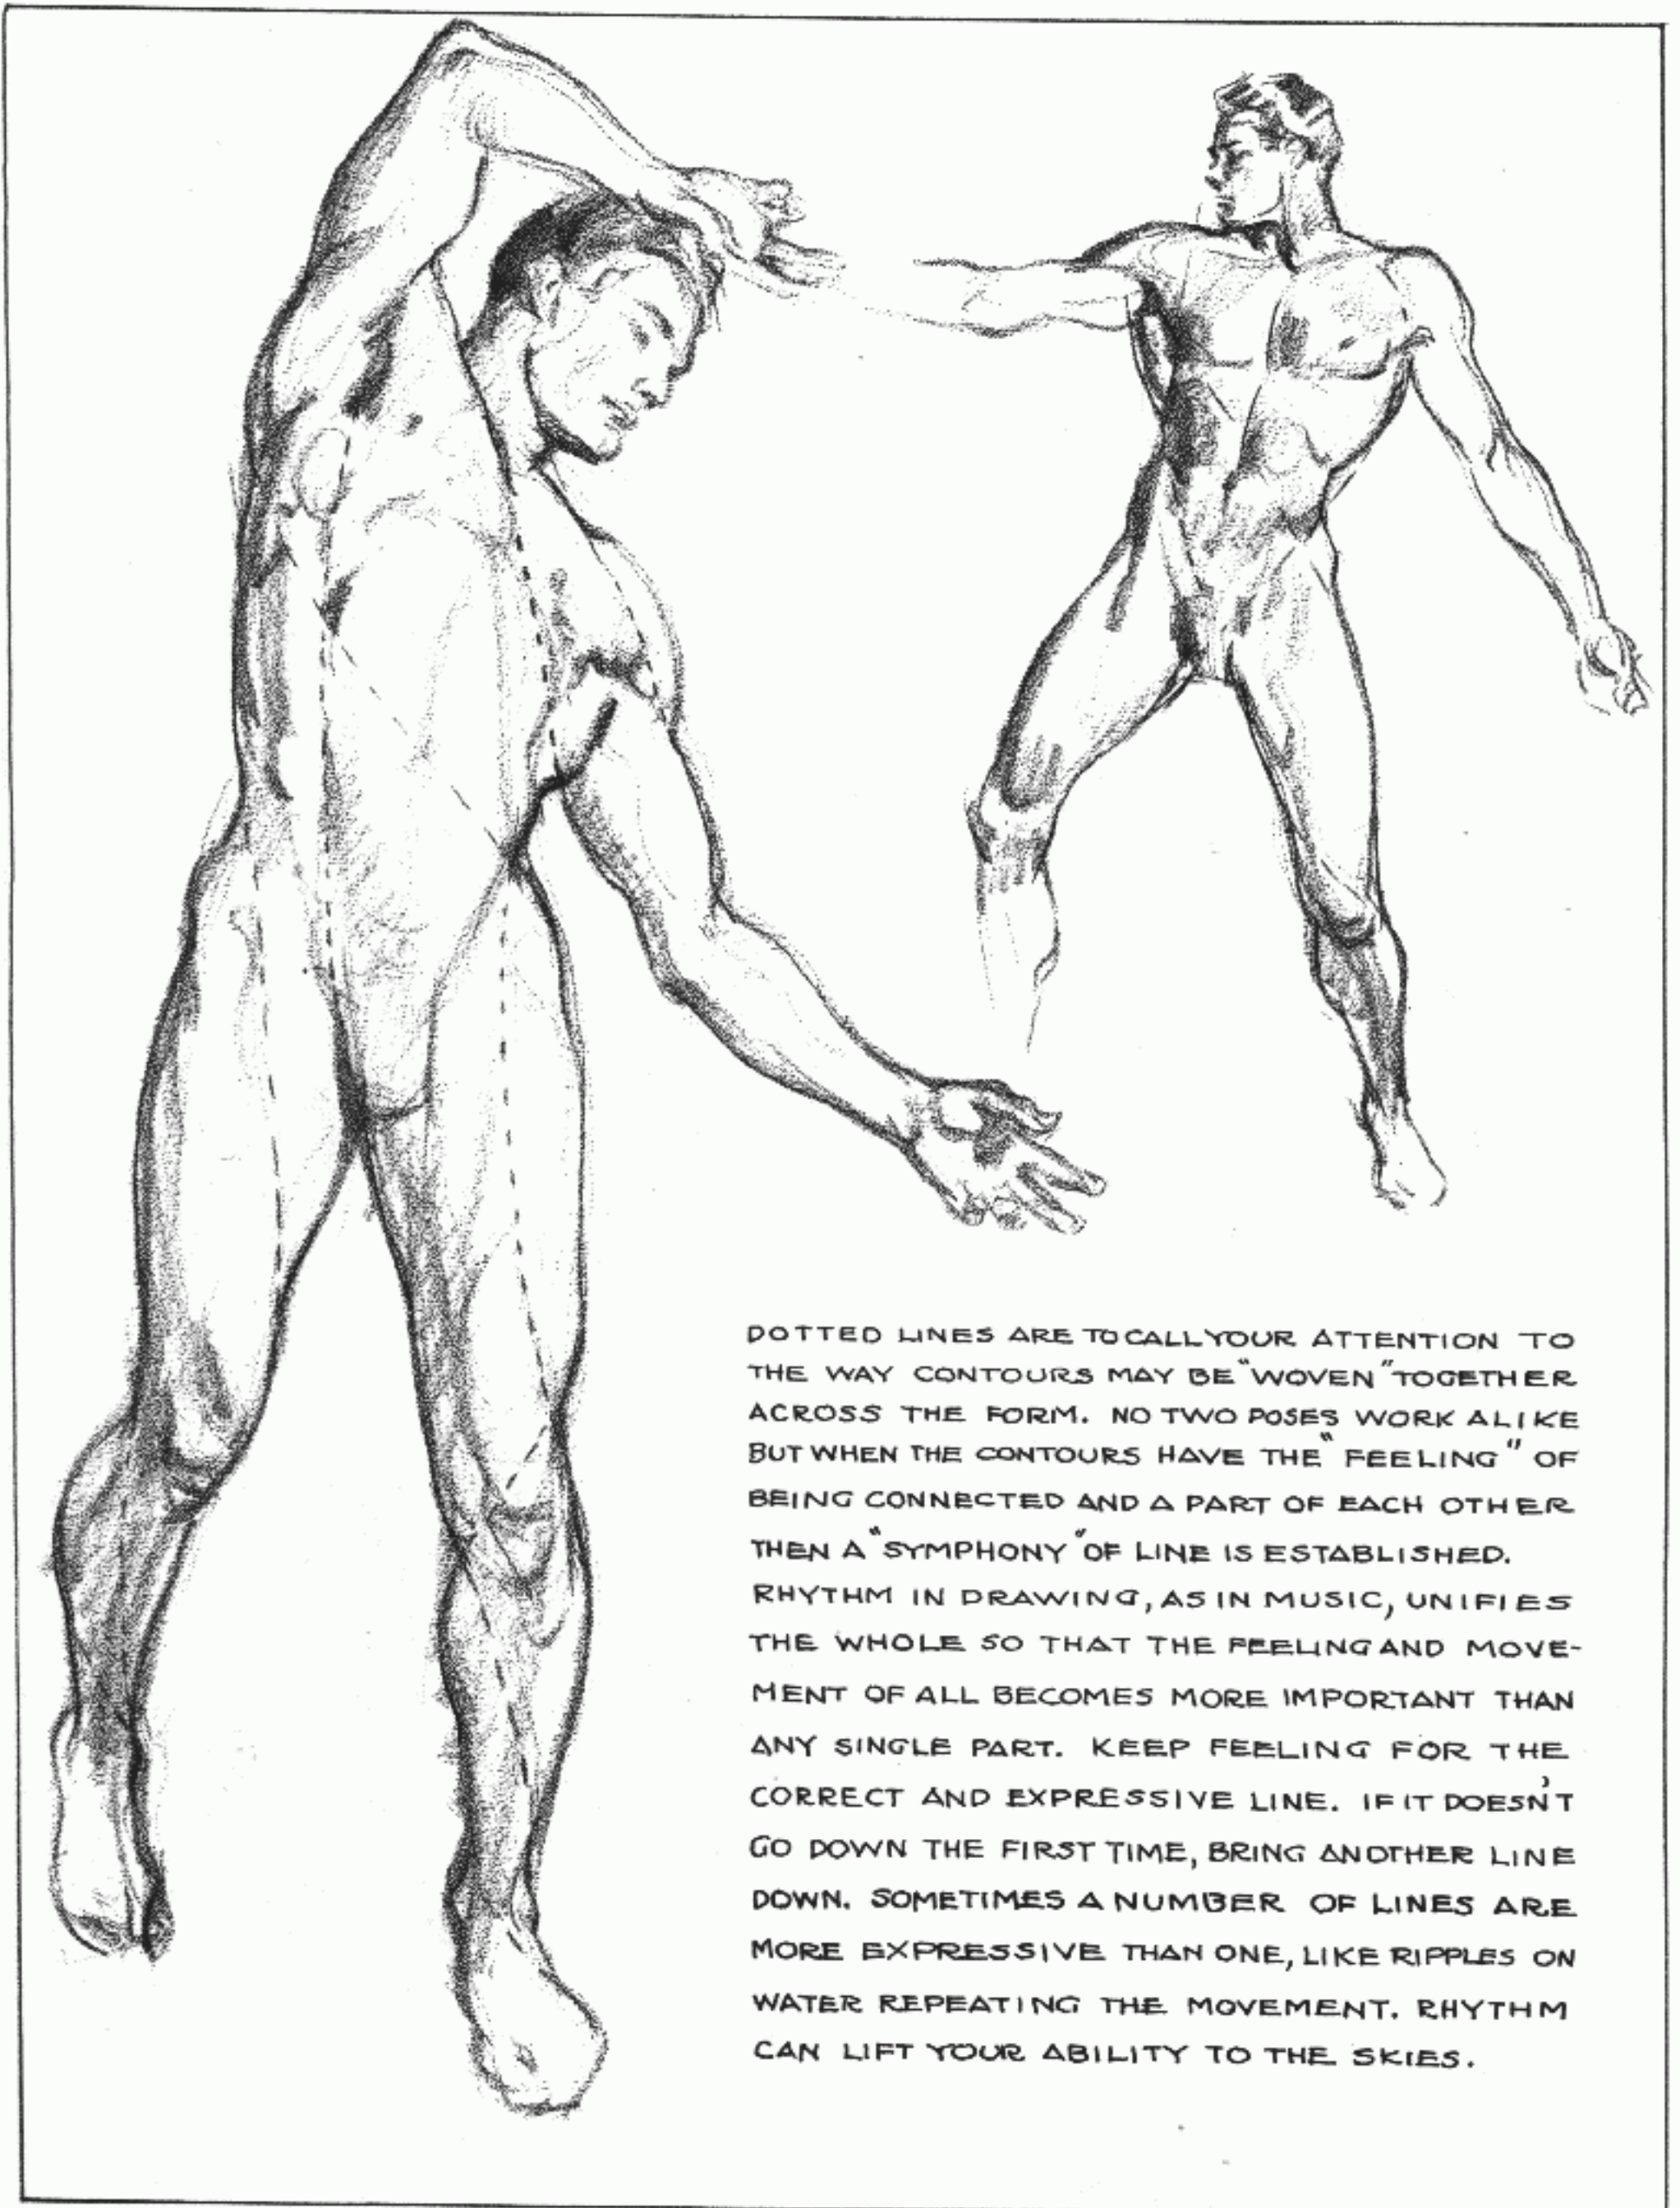 DOTTED LINES ARE TO CALL YOUR ATTENTION TO
THE WAY CONTOURS MAY BE "WOVEN" TOGETHER
ACROSS THE FORM. NO TWO POSES WORK ALIKE
BUT WHEN THE CONTOURS HAVE THE "FEELING" OF
BEING CONNECTED AND A PART OF EACH OTHER
THEN A "SYMPHONY" OF LINE IS ESTABLISHED.
RHYTHM IN DRAWING, AS IN MUSIC, UNIFIES
THE WHOLE SO THAT THE FEELING AND MOVE-
MENT OF ALL BECOMES MORE IMPORTANT THAN
ANY SINGLE PART. KEEP FEELING FOR THE
CORRECT AND EXPRESSIVE LINE. IF IT DOESN'T
GO DOWN THE FIRST TIME, BRING ANOTHER LINE
DOWN. SOMETIMES A NUMBER OF LINES ARE
MORE EXPRESSIVE THAN ONE, LIKE RIPPLES ON
WATER REPEATING THE MOVEMENT. RHYTHM
CAN LIFT YOUR ABILITY TO THE SKIES.